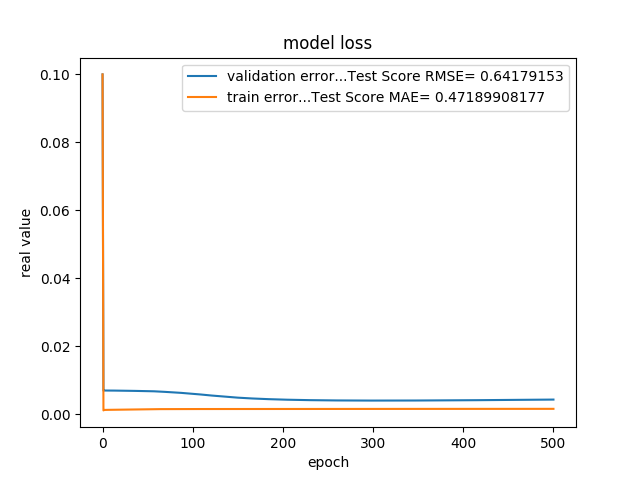 model loss
validation error...Test Score RMSE= 0.64179153
train error...Test Score MAE= 0.47189908177
0.10
0.08
0.06
0.04
0.02
0.00
real value
0 100 200 300 400 500
epoch